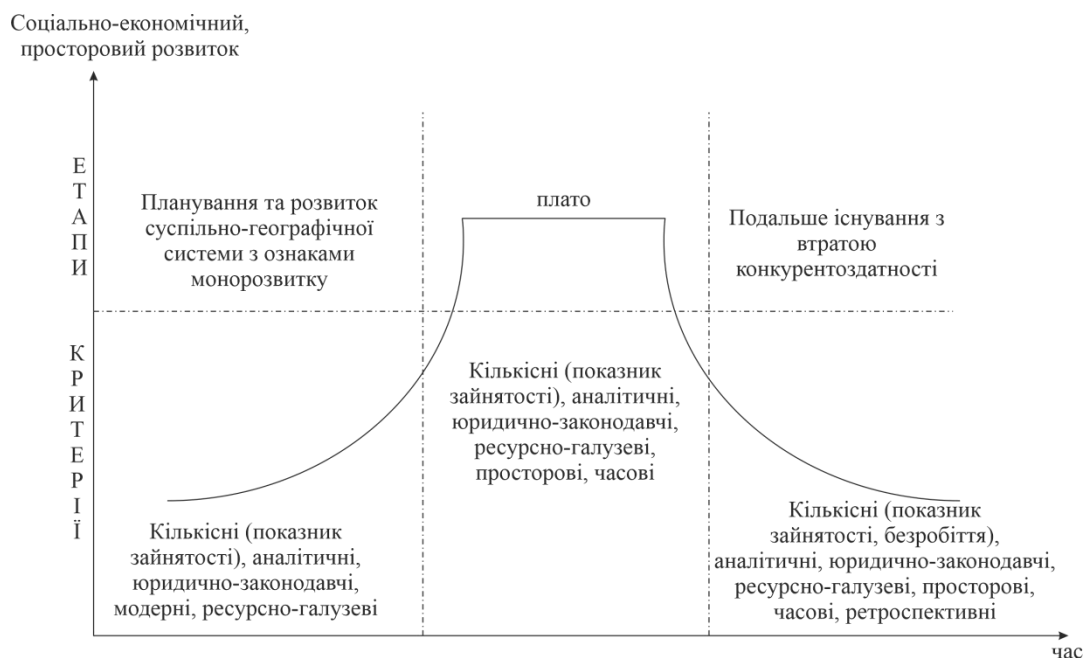 Соціально-економічний,
просторовий розвиток
ЕТАПИ
Планування та розвиток
суспільно-географічної
системи з ознаками
монорозвитку
плато
Подальше існування з
втратою
конкурентоздатності
КРИТЕРІЇ
Кількісні (показник
зайнятості), аналітичні,
юридично-законодавчі,
модерні, ресурсно-галузеві
Кількісні (показник
зайнятості), аналітичні,
юридично-законодавчі,
ресурсно-галузеві,
просторові, часові
Кількісні (показник
зайнятості, безробіття),
аналітичні, юридично-законодавчі,
ресурсно-галузеві, просторові,
часові, ретроспективні
час